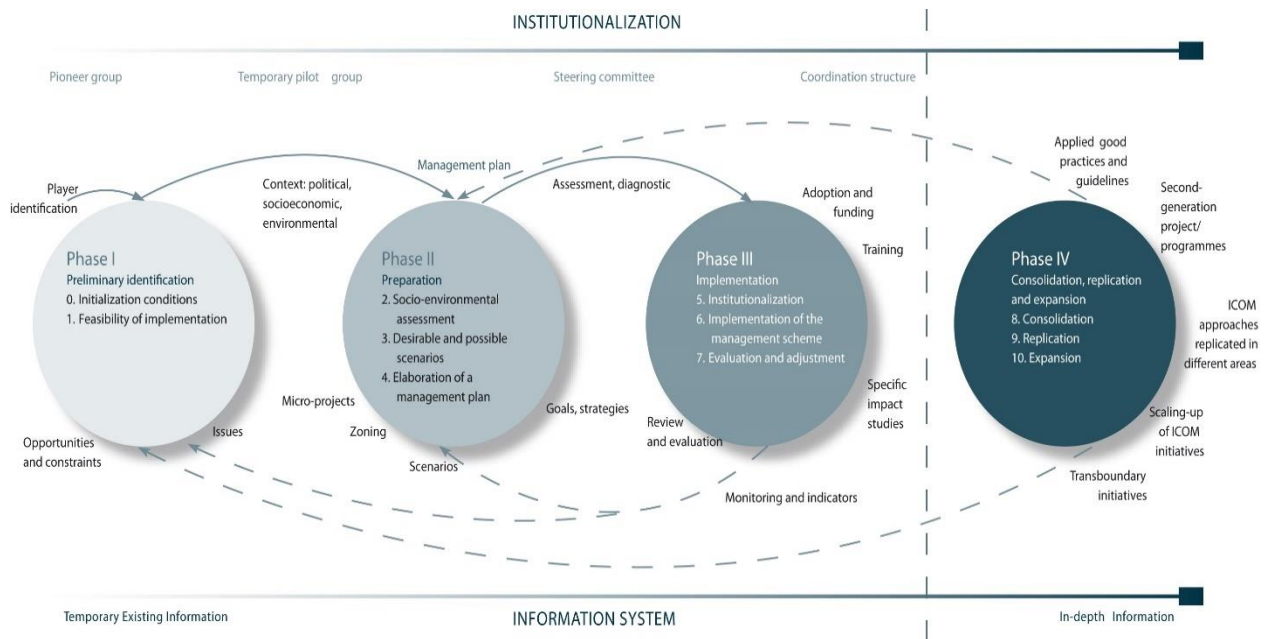 INSTITUTIONALIZATION
Pioneer group
Temporary pilot group
Steering committee
Coordination structure
Player
identification
Context: political,
socioeconomic,
environmental
Management plan
Assessment, diagnostic
Adoption and
funding
Training
Applied good
practices and
guidelines
Second-
generation
project/
programmes
Phase I
Preliminary identification
0. Initialization conditions
1. Feasibility of implementation
Phase II
Preparation
2. Socio-environmental
assessment
3. Desirable and possible
scenarios
4. Elaboration of a
management plan
Phase III
Implementation
5. Institutionalization
6. Implementation of the
management scheme
7. Evaluation and adjustment
Phase IV
Consolidation, replication
and expansion
8. Consolidation
9. Replication
10. Expansion
ICOM
approaches
replicated in
different areas
Opportunities
and constraints
Issues
Micro-projects
Zoning
Scenarios
Goals, strategies
Review
and evaluation
Specific
impact
studies
Monitoring and indicators
Scaling-up
of ICOM
initiatives
Transboundary
initiatives
Temporary Existing Information
INFORMATION SYSTEM
In-depth Information